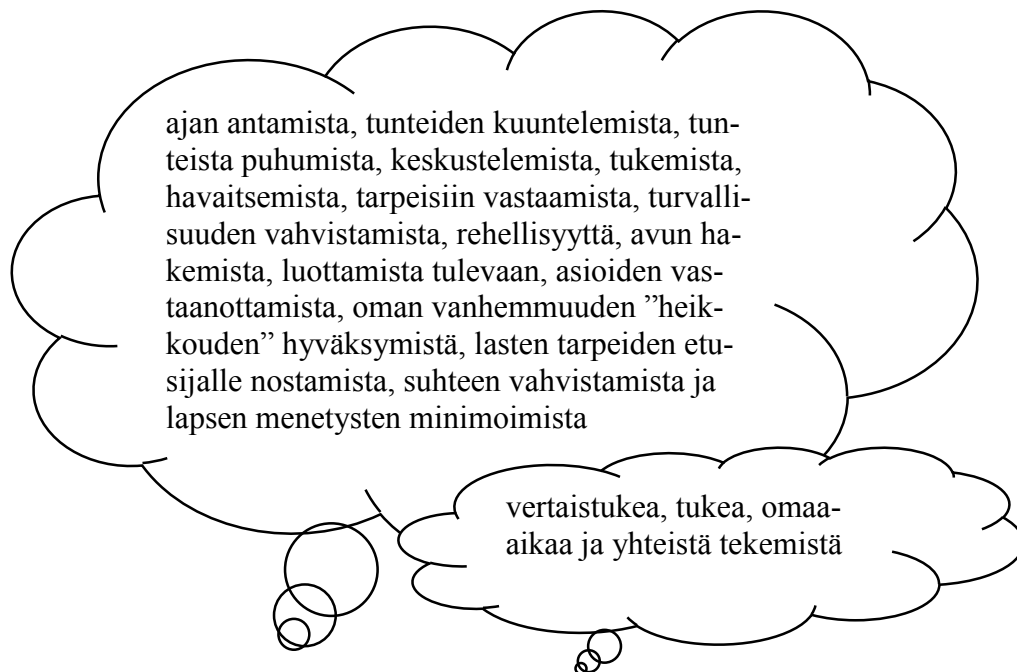 ajan antamista, tunteiden kuuntelemista, tun-
teista puhumista, keskustelemista, tukemista,
havaitsemista, tarpeisiin vastaamista, turvalli-
suuden vahvistamista, rehellisyyttä, avun ha-
kemista, luottamista tulevaan, asioiden vas-
taanottamista, oman vanhemmuuden ”heik-
kouden” hyväksymistä, lasten tarpeiden etu-
sijalle nostamista, suhteen vahvistamista ja
lapsen menetysten minimoimista
vertaistukea, tukea, omaa-
aikaa ja yhteistä tekemistä